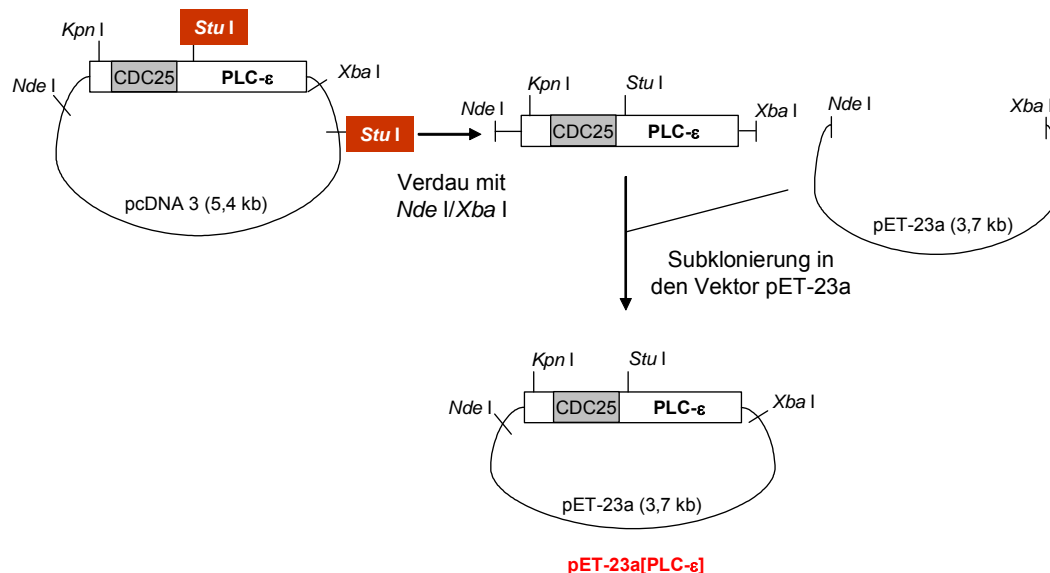 Stu I
Kpn I
CDC25
PLC-ε
Xba I
Nde I
Stu I
pcDNA 3 (5,4 kb)
Verdau mit
Nde I/Xba I
Kpn I
Stu I
Nde I
Xba I
CDC25
PLC-ε
Nde I
Xba I
pET-23a (3,7 kb)
Subklonierung in
den Vektor pET-23a
Kpn I
Stu I
Nde I
Xba I
CDC25
PLC-ε
pET-23a (3,7 kb)
pET-23a[PLC-ε]